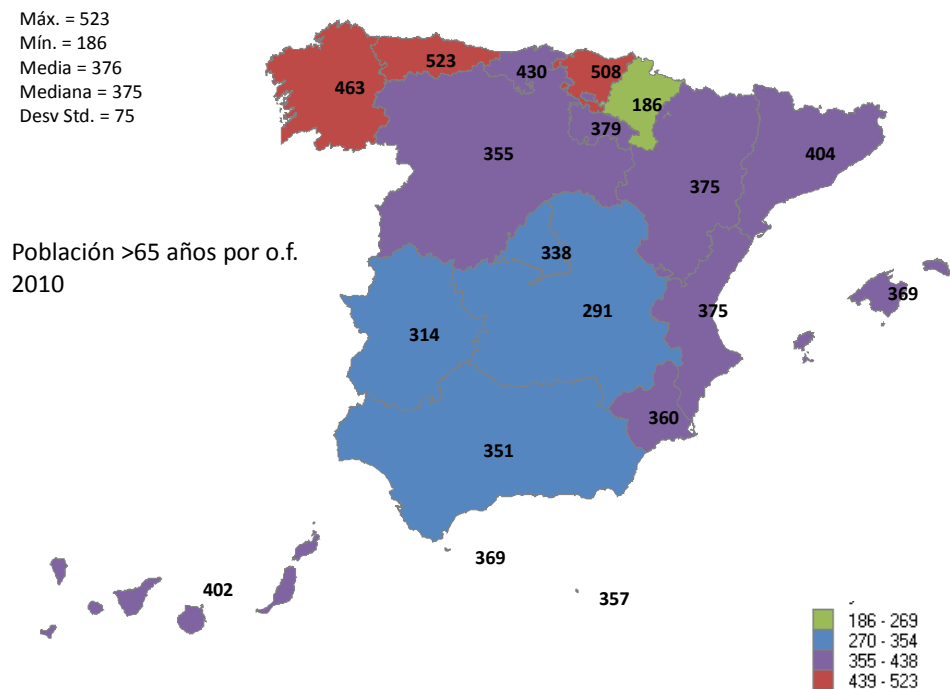 Máx. = 523
Mín. = 186
Media = 376
Mediana = 375
Desv Std. = 75
523
430
508
463
186
379
355
404
375
Población >65 años por o.f.
2010
338
369
291
375
314
360
351
369
402
357
186 - 269
270 - 354
355 - 438
439 - 523